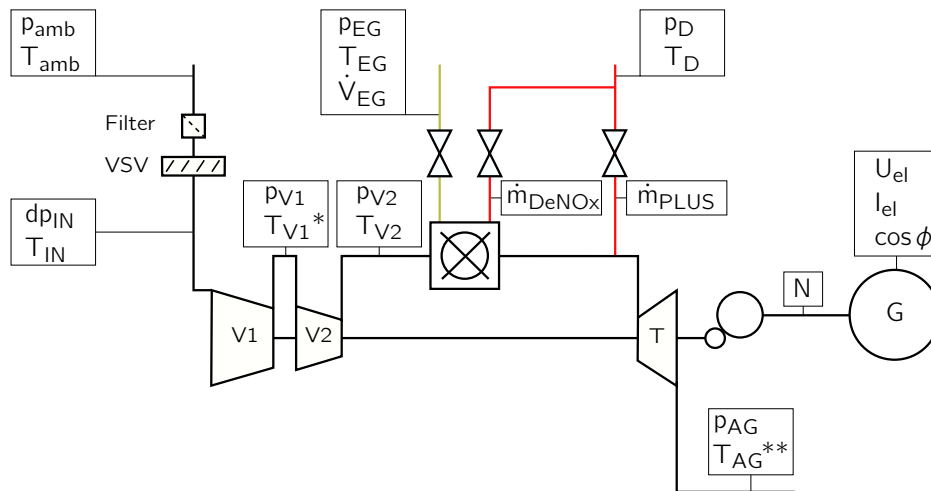 p_amb
T_amb
p_EG
T_EG
V̇_EG
p_D
T_D
Filter
VSV
p_V1
T_V1*
p_V2
T_V2
ṁ_DeNOx
ṁ_PLUS
U_el
I_el
cos ϕ
dp_IN
T_IN
N
G
V1
V2
T
p_AG
T_AG**